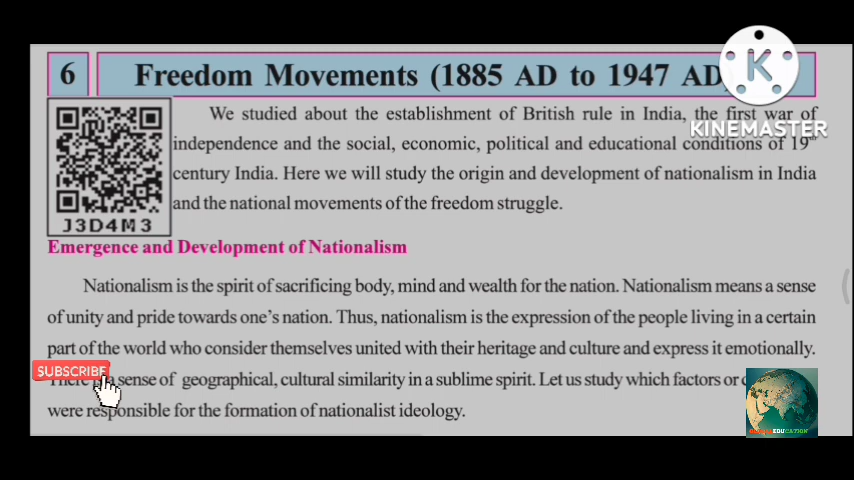 6
Freedom Movements (1885 AD to 1947 AD)
KINEMASTER
We studied about the establishment of British rule in India, the first war of
independence and the social, economic, political and educational conditions of 19th
century India. Here we will study the origin and development of nationalism in India
and the national movements of the freedom struggle.
J3D4M3
Emergence and Development of Nationalism
Nationalism is the spirit of sacrificing body, mind and wealth for the nation. Nationalism means a sense
of unity and pride towards one's nation. Thus, nationalism is the expression of the people living in a certain
part of the world who consider themselves united with their heritage and culture and express it emotionally.
SUBSCRIBE
sense of geographical, cultural similarity in a sublime spirit. Let us study which factors or
were responsible for the formation of nationalist ideology.
EDUCATION